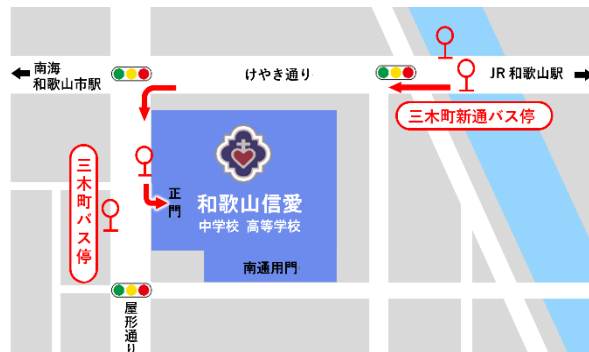 南海
和歌山市駅
けやき通り
JR 和歌山駅
三木町新通バス停
三木町バス停
正門
和歌山信愛
中学校 高等学校
南通用門
屋形通り